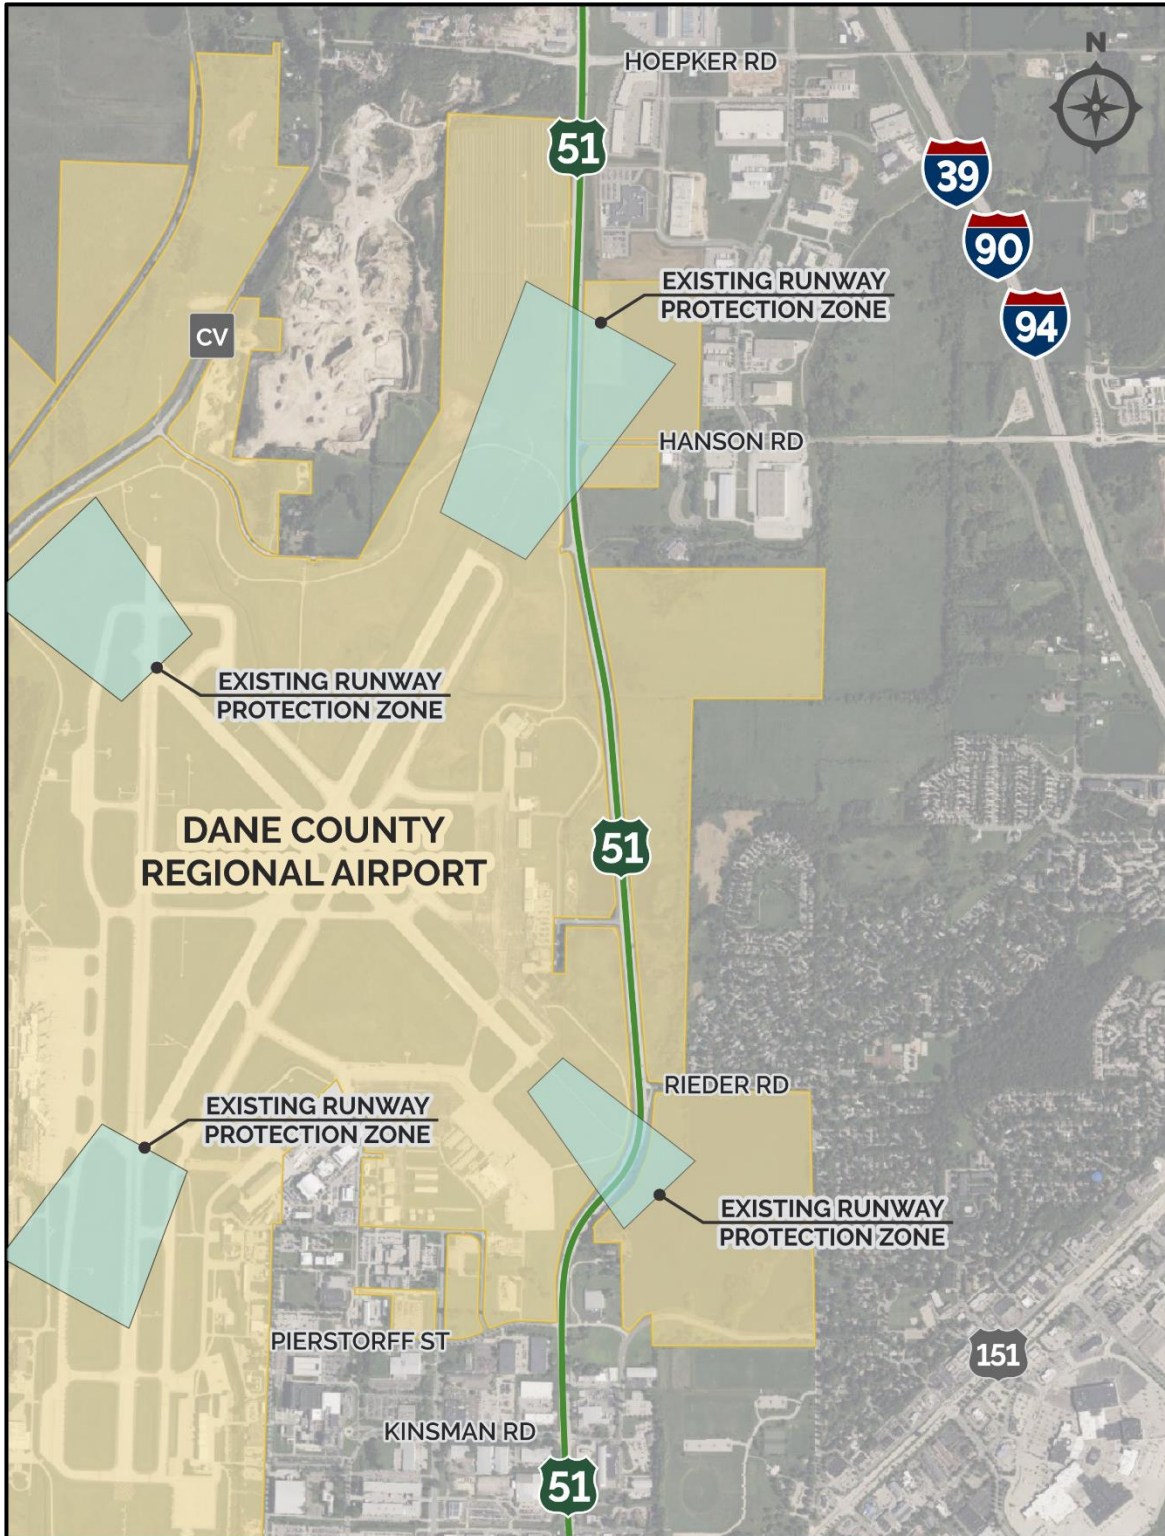 N
HOEPKER RD
51
39
90
94
EXISTING RUNWAY
PROTECTION ZONE
CV
HANSON RD
EXISTING RUNWAY
PROTECTION ZONE
DANE COUNTY
REGIONAL AIRPORT
51
RIEDER RD
EXISTING RUNWAY
PROTECTION ZONE
EXISTING RUNWAY
PROTECTION ZONE
PIERSTORFF ST
151
KINSMAN RD
51